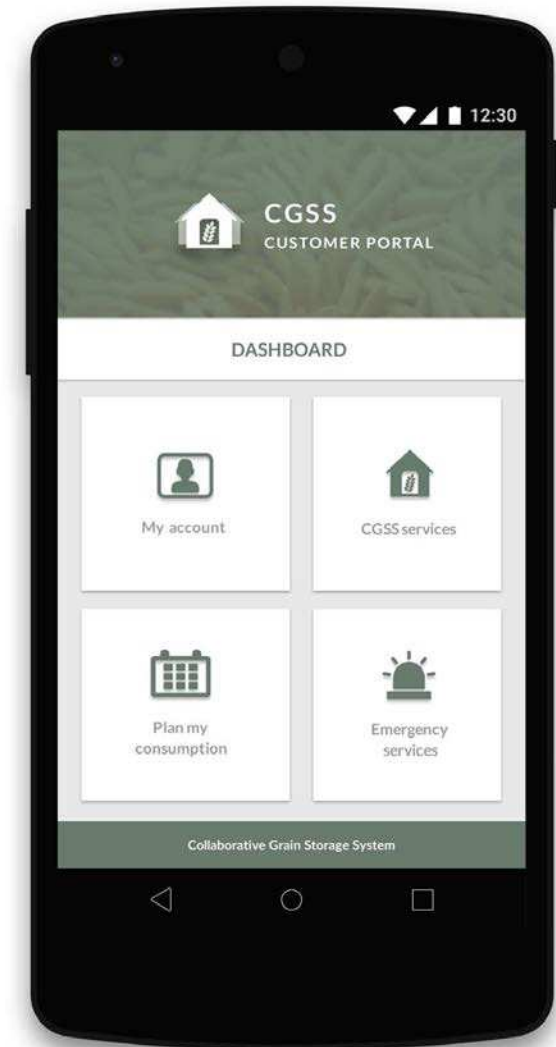 12:30
CGSS
CUSTOMER PORTAL
DASHBOARD
My account
CGSS services
Plan my
consumption
Emergency
services
Collaborative Grain Storage System